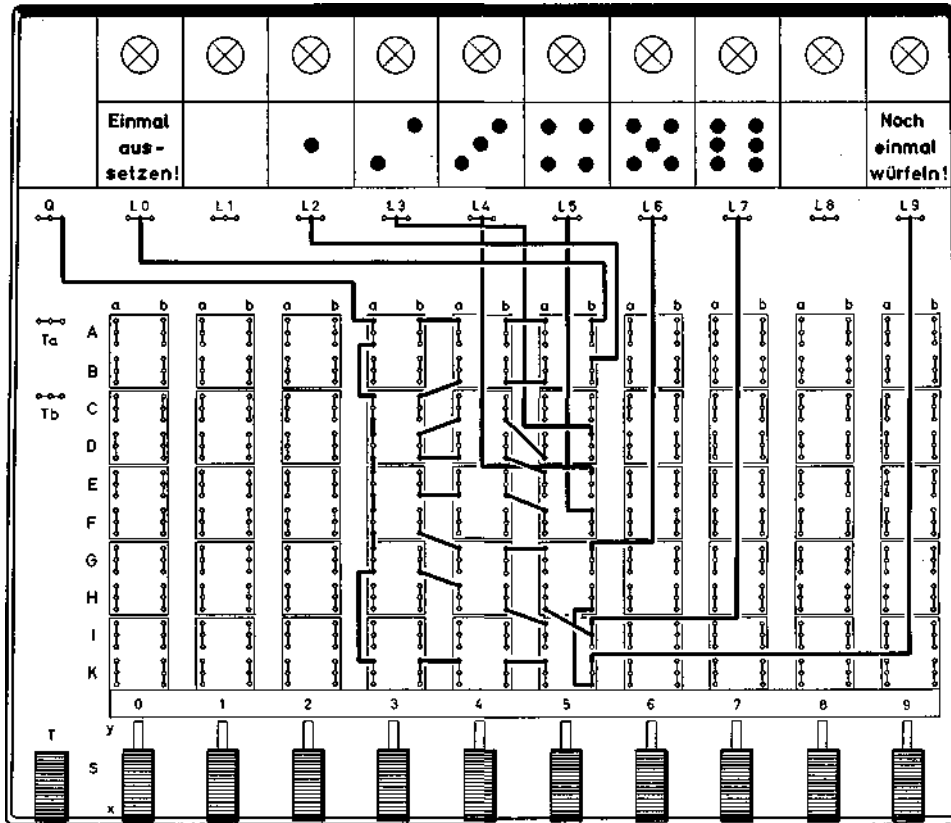 Einmal
aus-
setzen!
Noch
einmal
würfeln!
Q L0 L1 L2 L3 L4 L5 L6 L7 L8 L9
a b a b a b a b a b a b a b a b a b a b
Ta
A
B
Tb
C
D
E
F
G
H
I
K
0 1 2 3 4 5 6 7 8 9
T
y
S
x